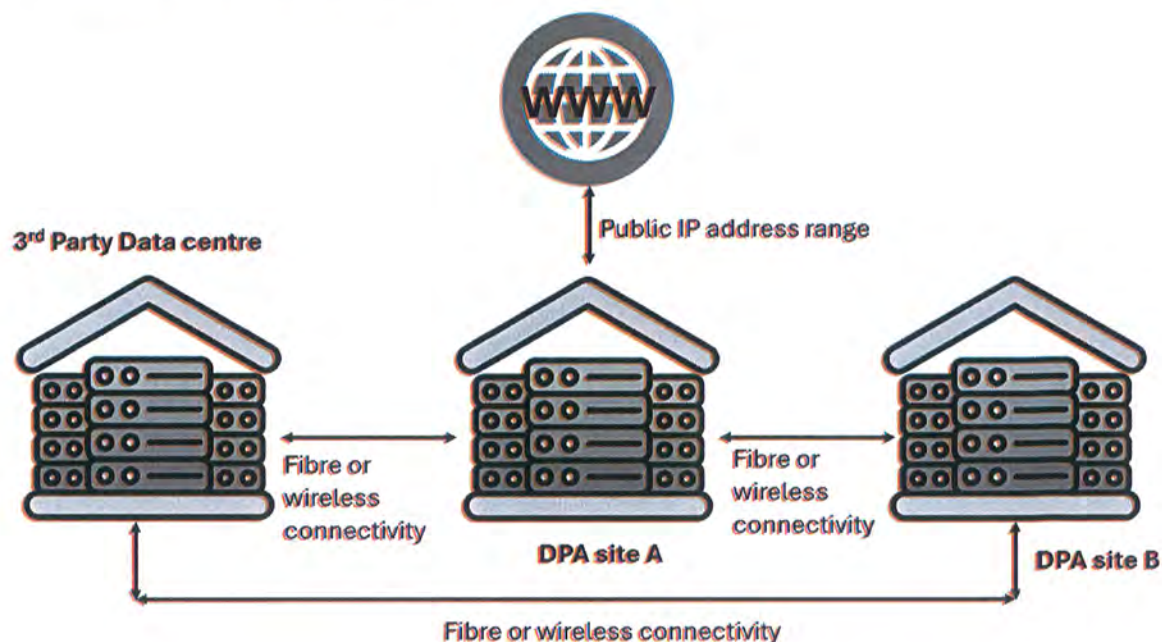 WWW
Public IP address range
3rd Party Data centre
Fibre or
wireless
connectivity
Fibre or
wireless
connectivity
DPA site A
DPA site B
Fibre or wireless connectivity